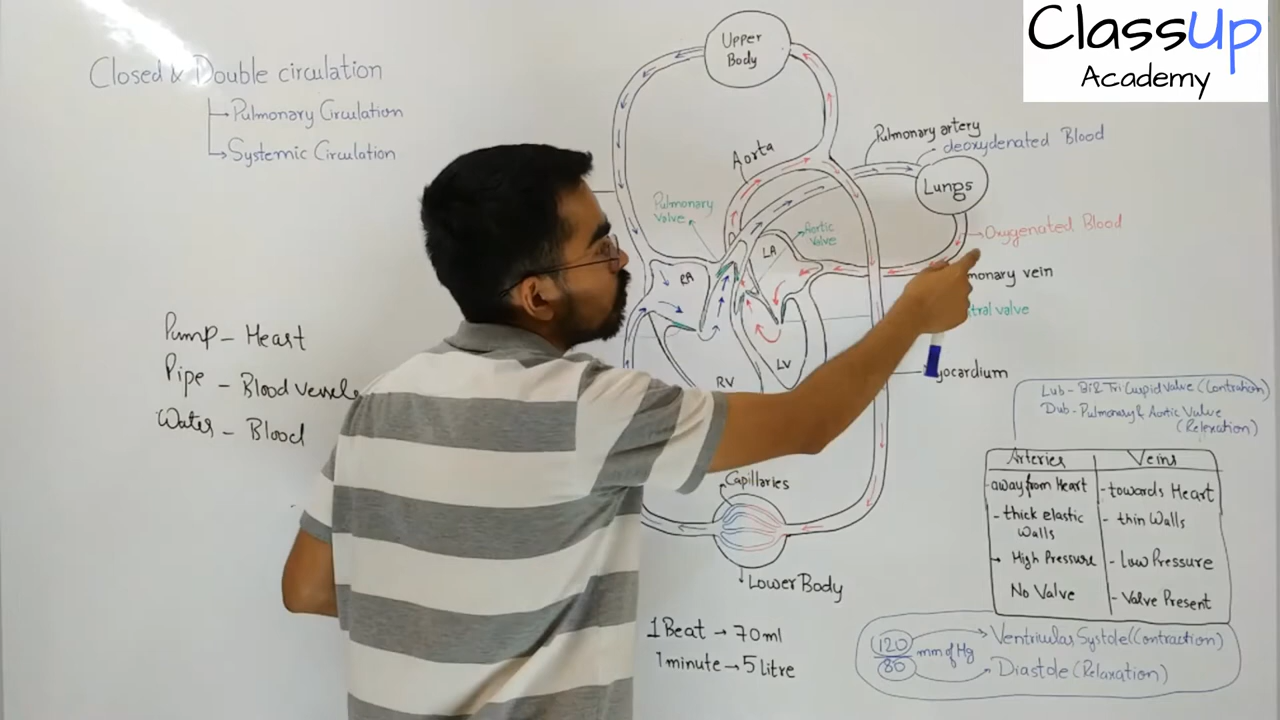 ClassUp
Academy
Closed & Double circulation
Pulmonary Circulation
Systemic Circulation
Pump - Heart
Pipe - Blood vessels
Water - Blood
Upper
Body
Aorta
Pulmonary artery
deoxydenated Blood
Lungs
Pulmonary
Valve
Aortic
Valve
Oxygenated Blood
RA
LA
monary vein
tral valve
RV
LV
yocardium
Capillaries
Lower Body
1 Beat → 70 ml
1 minute → 5 Litre
Lub - Bi & Tri Cuspid Valve (Contration)
Dub - Pulmonary & Aortic Valve
(Relexation)
Arteries Veins
- away from Heart - towards Heart
- thick elastic - thin Walls
Walls
- High Pressure - Low Pressure
No Valve - Valve Present
120 Ventricular Systole (Contraction)
mm of Hg
80 Diastole (Relaxation)